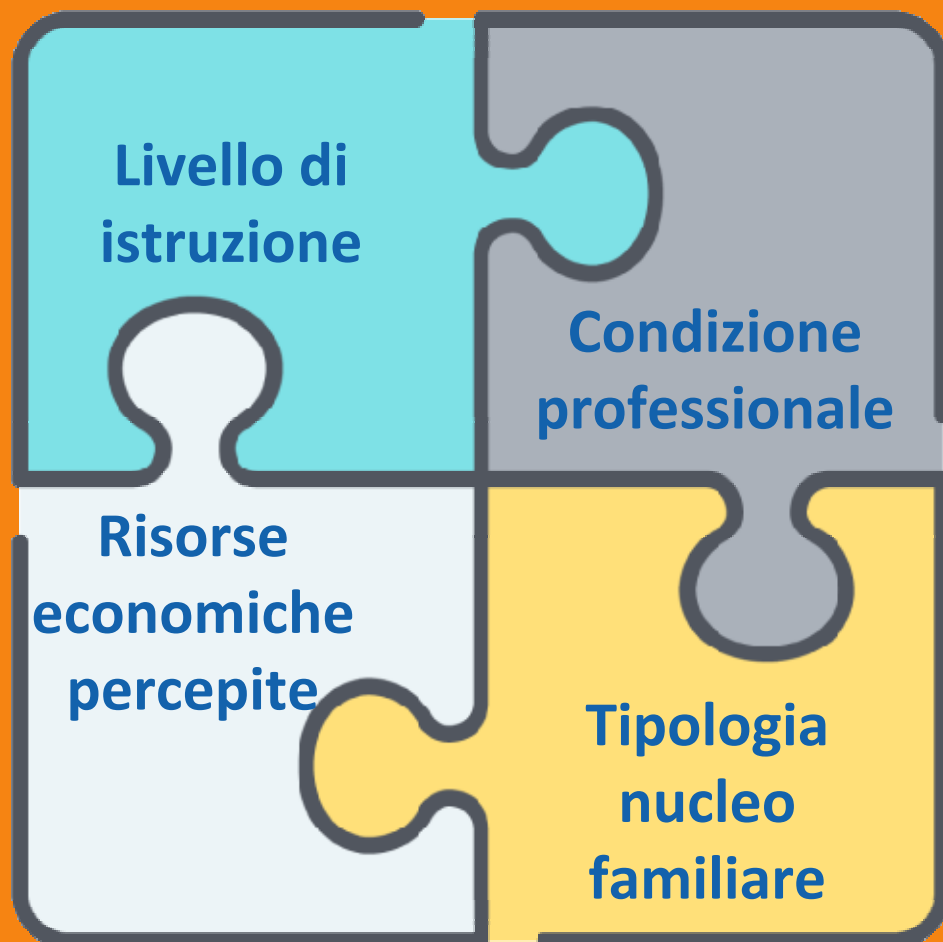 Livello di
istruzione
Condizione
professionale
Risorse
economiche
percepite
Tipologia
nucleo
familiare